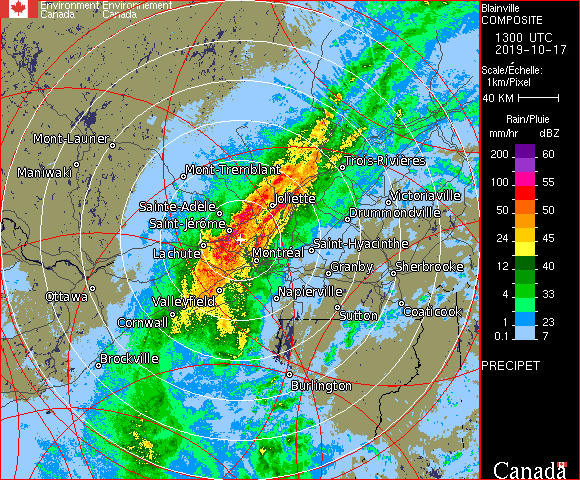 Environment Environnement
Canada Canada
Blainville
COMPOSITE
1300 UTC
2019-10-17
Scale/Échelle:
1km/Pixel
40 KM
Rain/Pluie
mm/hr dBZ
200 60
100 55
50 50
24 45
12 40
4 33
1 23
0.1 7
PRECIPET
Canada
Mont-Laurier
Maniwaki
Mont-Tremblant
Trois-Rivières
Sainte-Adele
Joliette
Victoriaville
Saint-Jérôme
Drummondville
Lachute
Montréal
Saint-Hyacinthe
Granby
Sherbrooke
Ottawa
Valleyfield
Napierville
Cornwall
Sutton
Coaticook
Brockville
Burlington